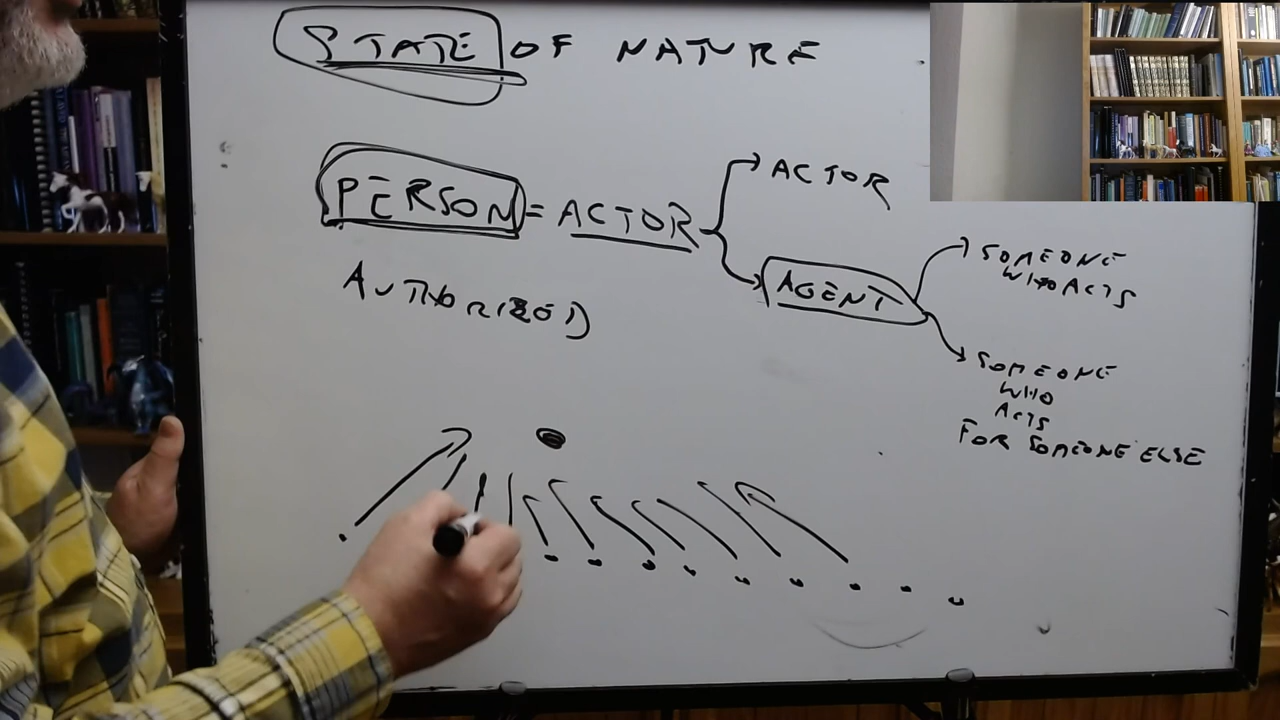 STATE OF NATURE
PERSON = ACTOR
ACTOR
AGENT
AUTHORIZED
SOMEONE
WHO ACTS
SOMEONE
WHO
ACTS
FOR SOMEONE ELSE